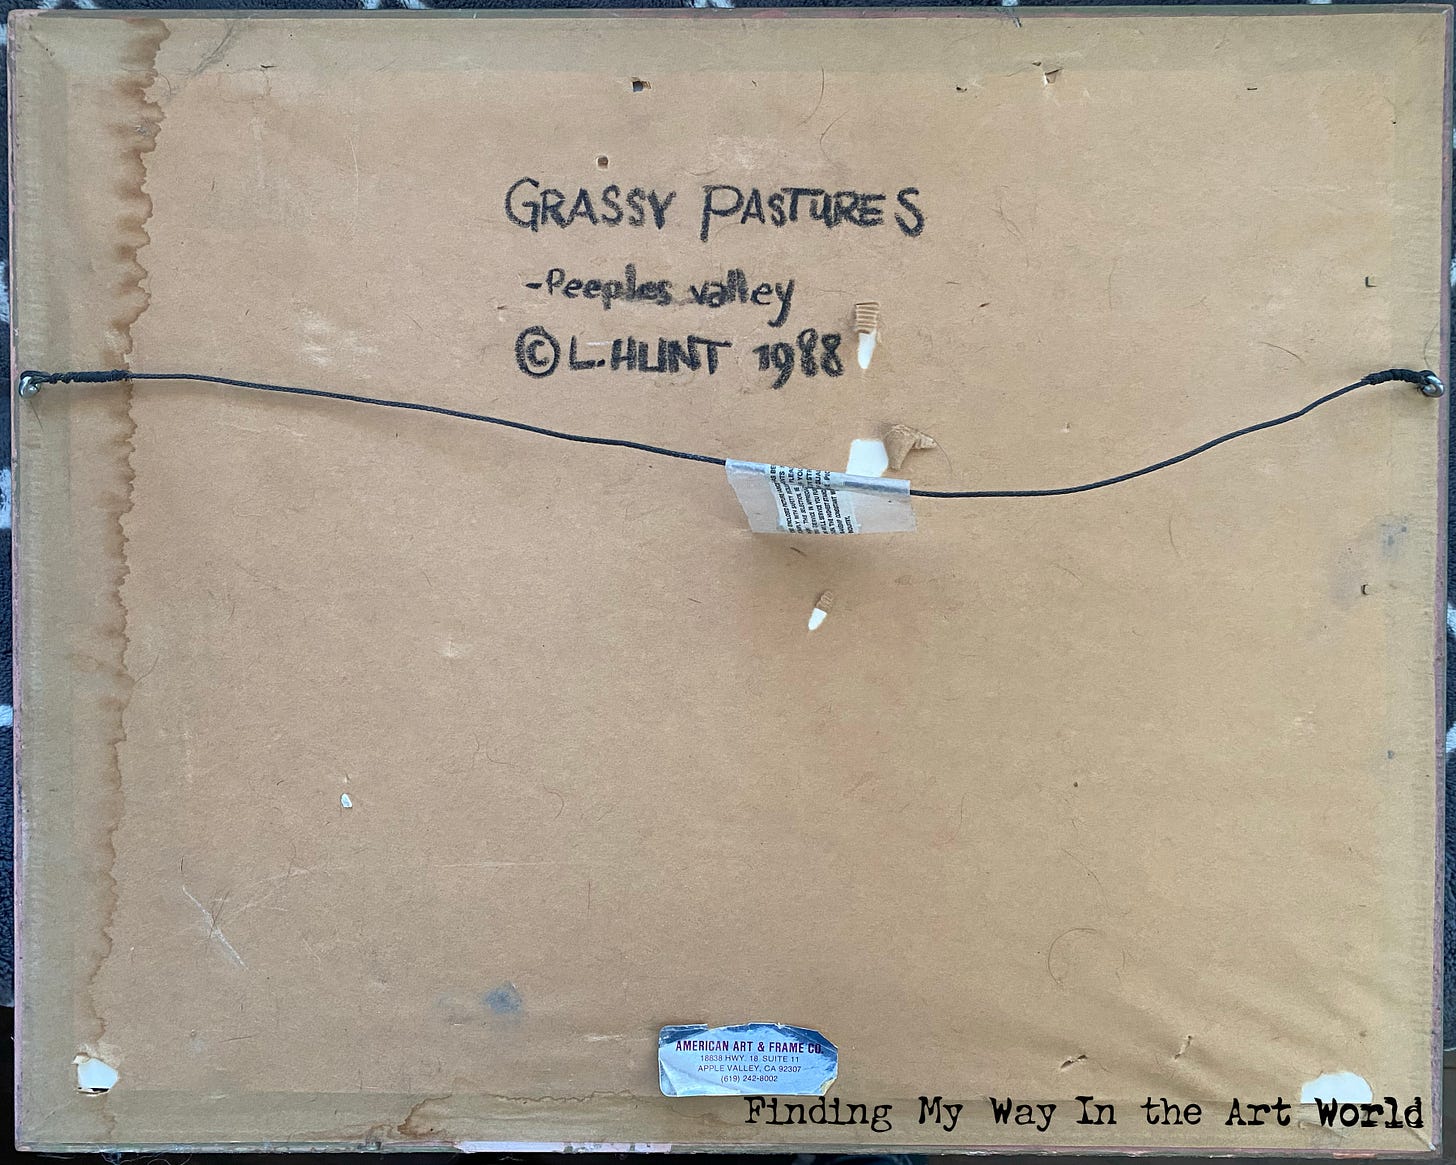 GRASSY PASTURES
-Peeples valley
© L. HUNT 1988
AMERICAN ART & FRAME CO.
18838 HWY. 18 SUITE 11
APPLE VALLEY, CA 92307
(619) 242-8002
Finding My Way In the Art World